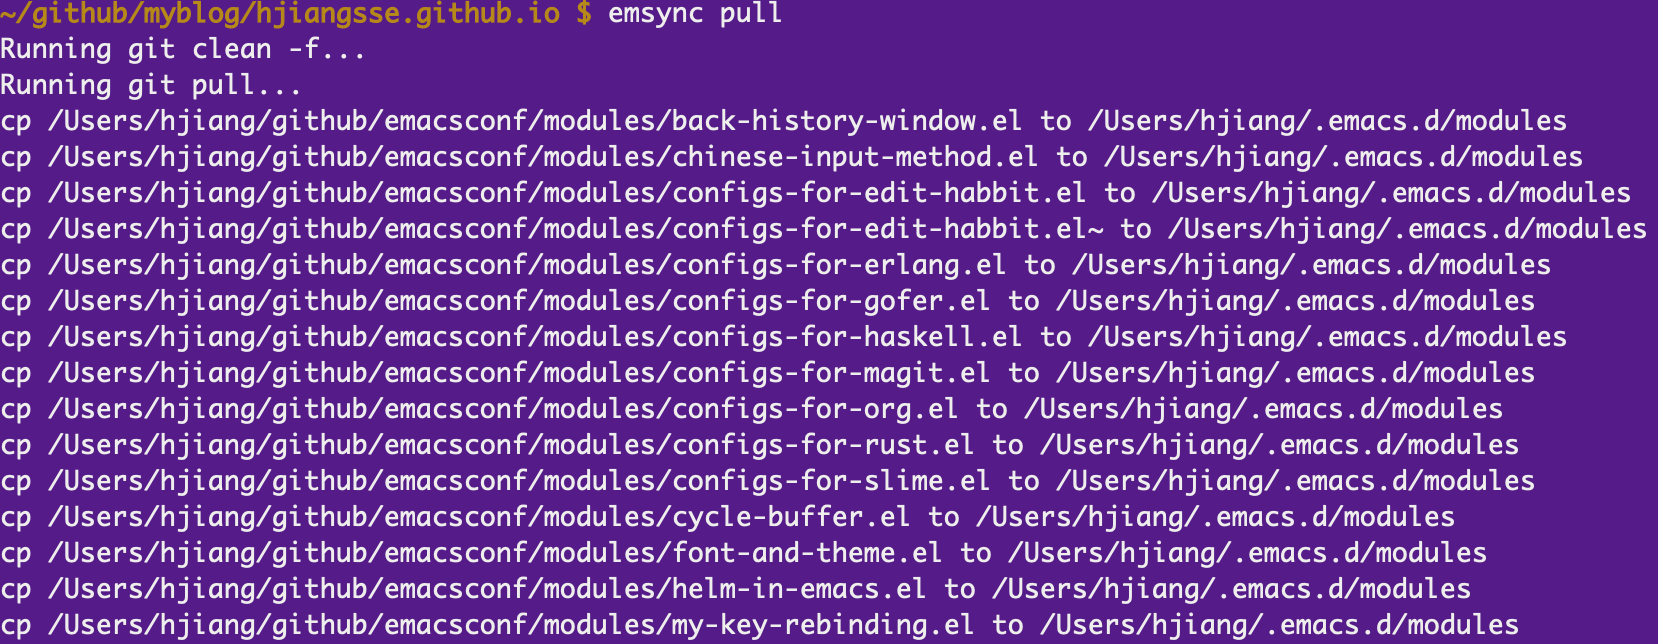 ~/github/myblog/hjiangsse.github.io $ emsync pull
Running git clean -f...
Running git pull...
cp /Users/hjiang/github/emacsconf/modules/back-history-window.el to /Users/hjiang/.emacs.d/modules
cp /Users/hjiang/github/emacsconf/modules/chinese-input-method.el to /Users/hjiang/.emacs.d/modules
cp /Users/hjiang/github/emacsconf/modules/configs-for-edit-habbit.el to /Users/hjiang/.emacs.d/modules
cp /Users/hjiang/github/emacsconf/modules/configs-for-edit-habbit.el~ to /Users/hjiang/.emacs.d/modules
cp /Users/hjiang/github/emacsconf/modules/configs-for-erlang.el to /Users/hjiang/.emacs.d/modules
cp /Users/hjiang/github/emacsconf/modules/configs-for-gofer.el to /Users/hjiang/.emacs.d/modules
cp /Users/hjiang/github/emacsconf/modules/configs-for-haskell.el to /Users/hjiang/.emacs.d/modules
cp /Users/hjiang/github/emacsconf/modules/configs-for-magit.el to /Users/hjiang/.emacs.d/modules
cp /Users/hjiang/github/emacsconf/modules/configs-for-org.el to /Users/hjiang/.emacs.d/modules
cp /Users/hjiang/github/emacsconf/modules/configs-for-rust.el to /Users/hjiang/.emacs.d/modules
cp /Users/hjiang/github/emacsconf/modules/configs-for-slime.el to /Users/hjiang/.emacs.d/modules
cp /Users/hjiang/github/emacsconf/modules/cycle-buffer.el to /Users/hjiang/.emacs.d/modules
cp /Users/hjiang/github/emacsconf/modules/font-and-theme.el to /Users/hjiang/.emacs.d/modules
cp /Users/hjiang/github/emacsconf/modules/helm-in-emacs.el to /Users/hjiang/.emacs.d/modules
cp /Users/hjiang/github/emacsconf/modules/my-key-rebinding.el to /Users/hjiang/.emacs.d/modules